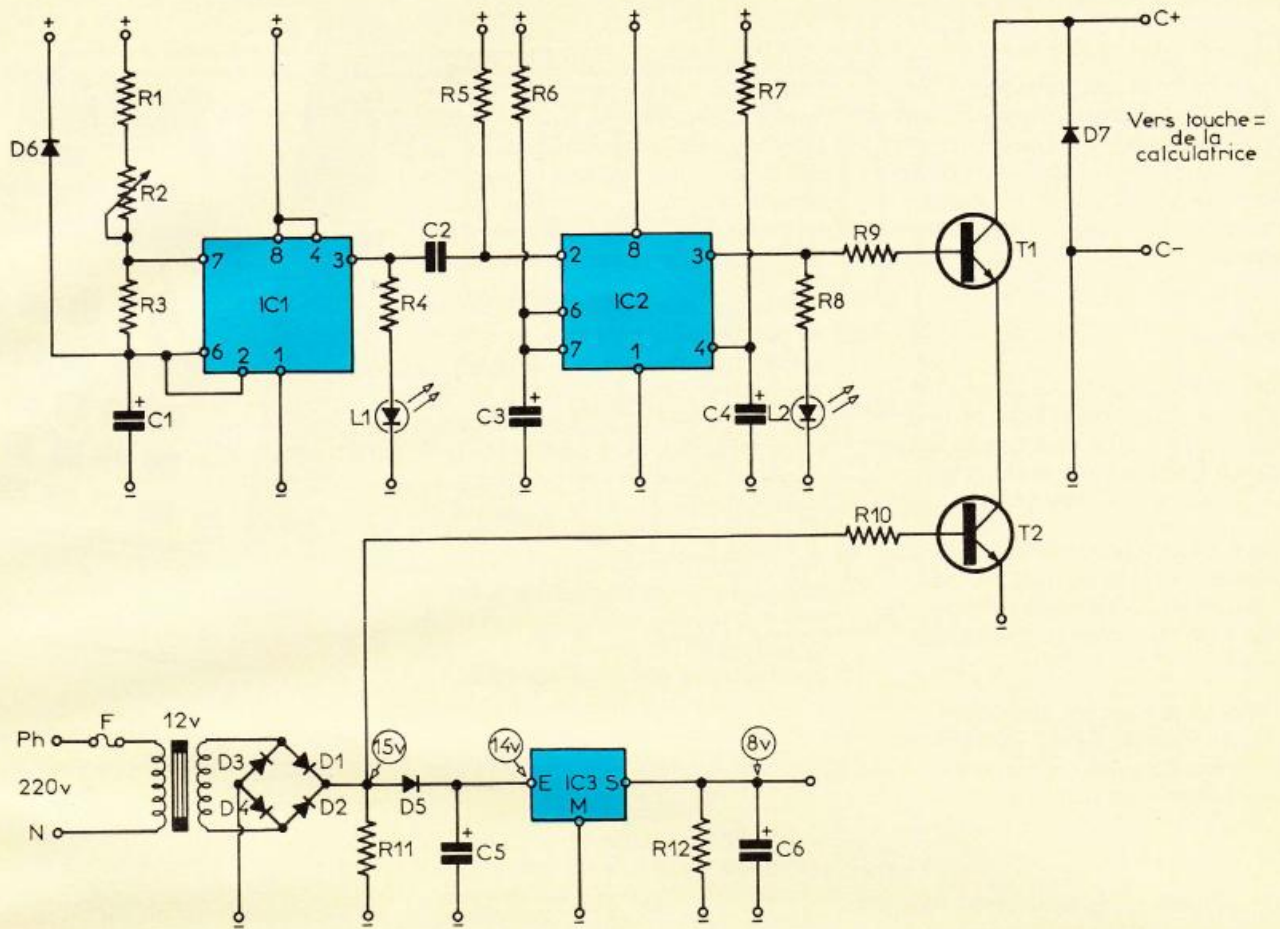 + + + + + +
C+
R1
R5 R6 R7
D6
D7
Vers touche =
de la
calculatrice
R2
C2
R9
T1
C-
7 8 4 3
2 8 3
R3
IC1
R4
6
IC2
R8
6 2 1
7 1 4
+ C1
L1
+ C3
+ C4 L2
- - - - - - - -
R10
T2
-
Ph F 12v
D3 D1
15v
14v
8v
220v
E IC3 S
D5
M
D4 D2
N
R11
+ C5
R12
+ C6
- - - - - -